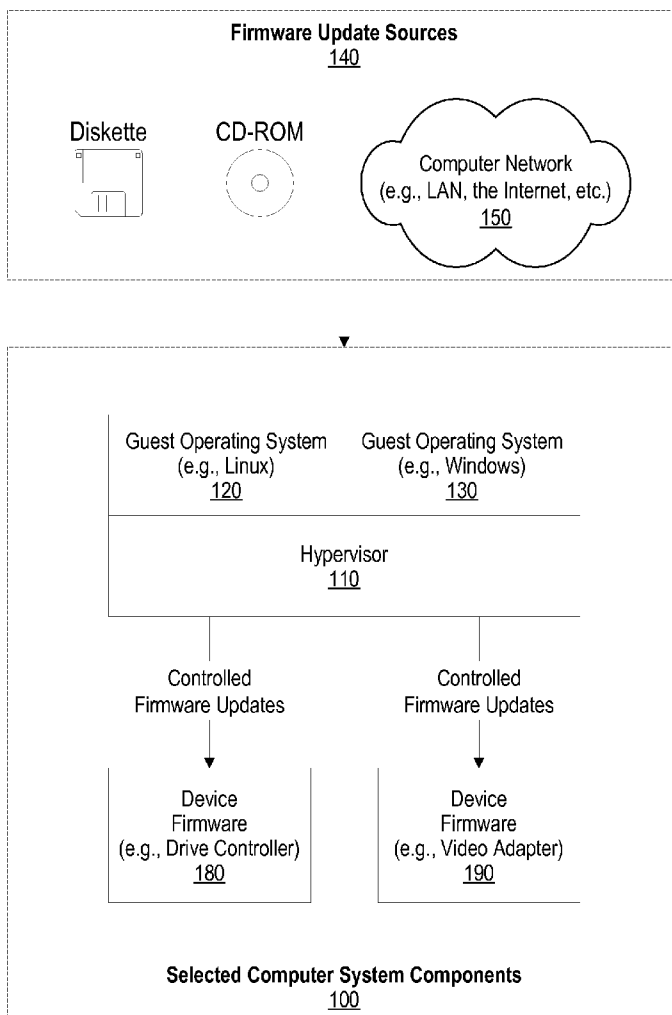 Firmware Update Sources
140
Diskette
CD-ROM
Computer Network
(e.g., LAN, the Internet, etc.)
150
Guest Operating System
(e.g., Linux)
120
Guest Operating System
(e.g., Windows)
130
Hypervisor
110
Controlled
Firmware Updates
Controlled
Firmware Updates
Device
Firmware
(e.g., Drive Controller)
180
Device
Firmware
(e.g., Video Adapter)
190
Selected Computer System Components
100